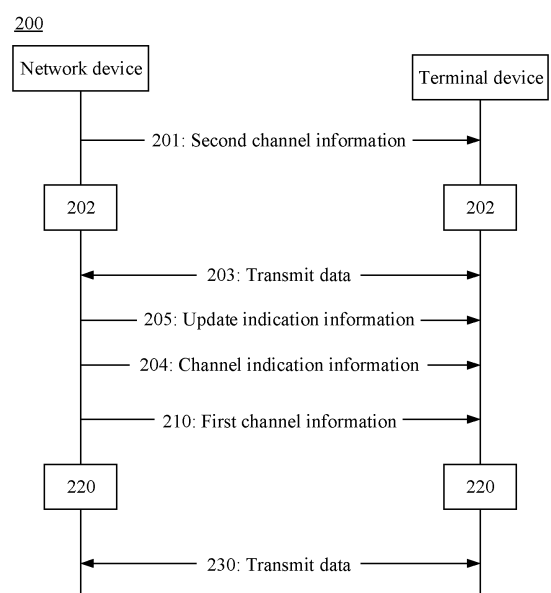 200
Network device
Terminal device
201: Second channel information
202
202
203: Transmit data
205: Update indication information
204: Channel indication information
210: First channel information
220
220
230: Transmit data